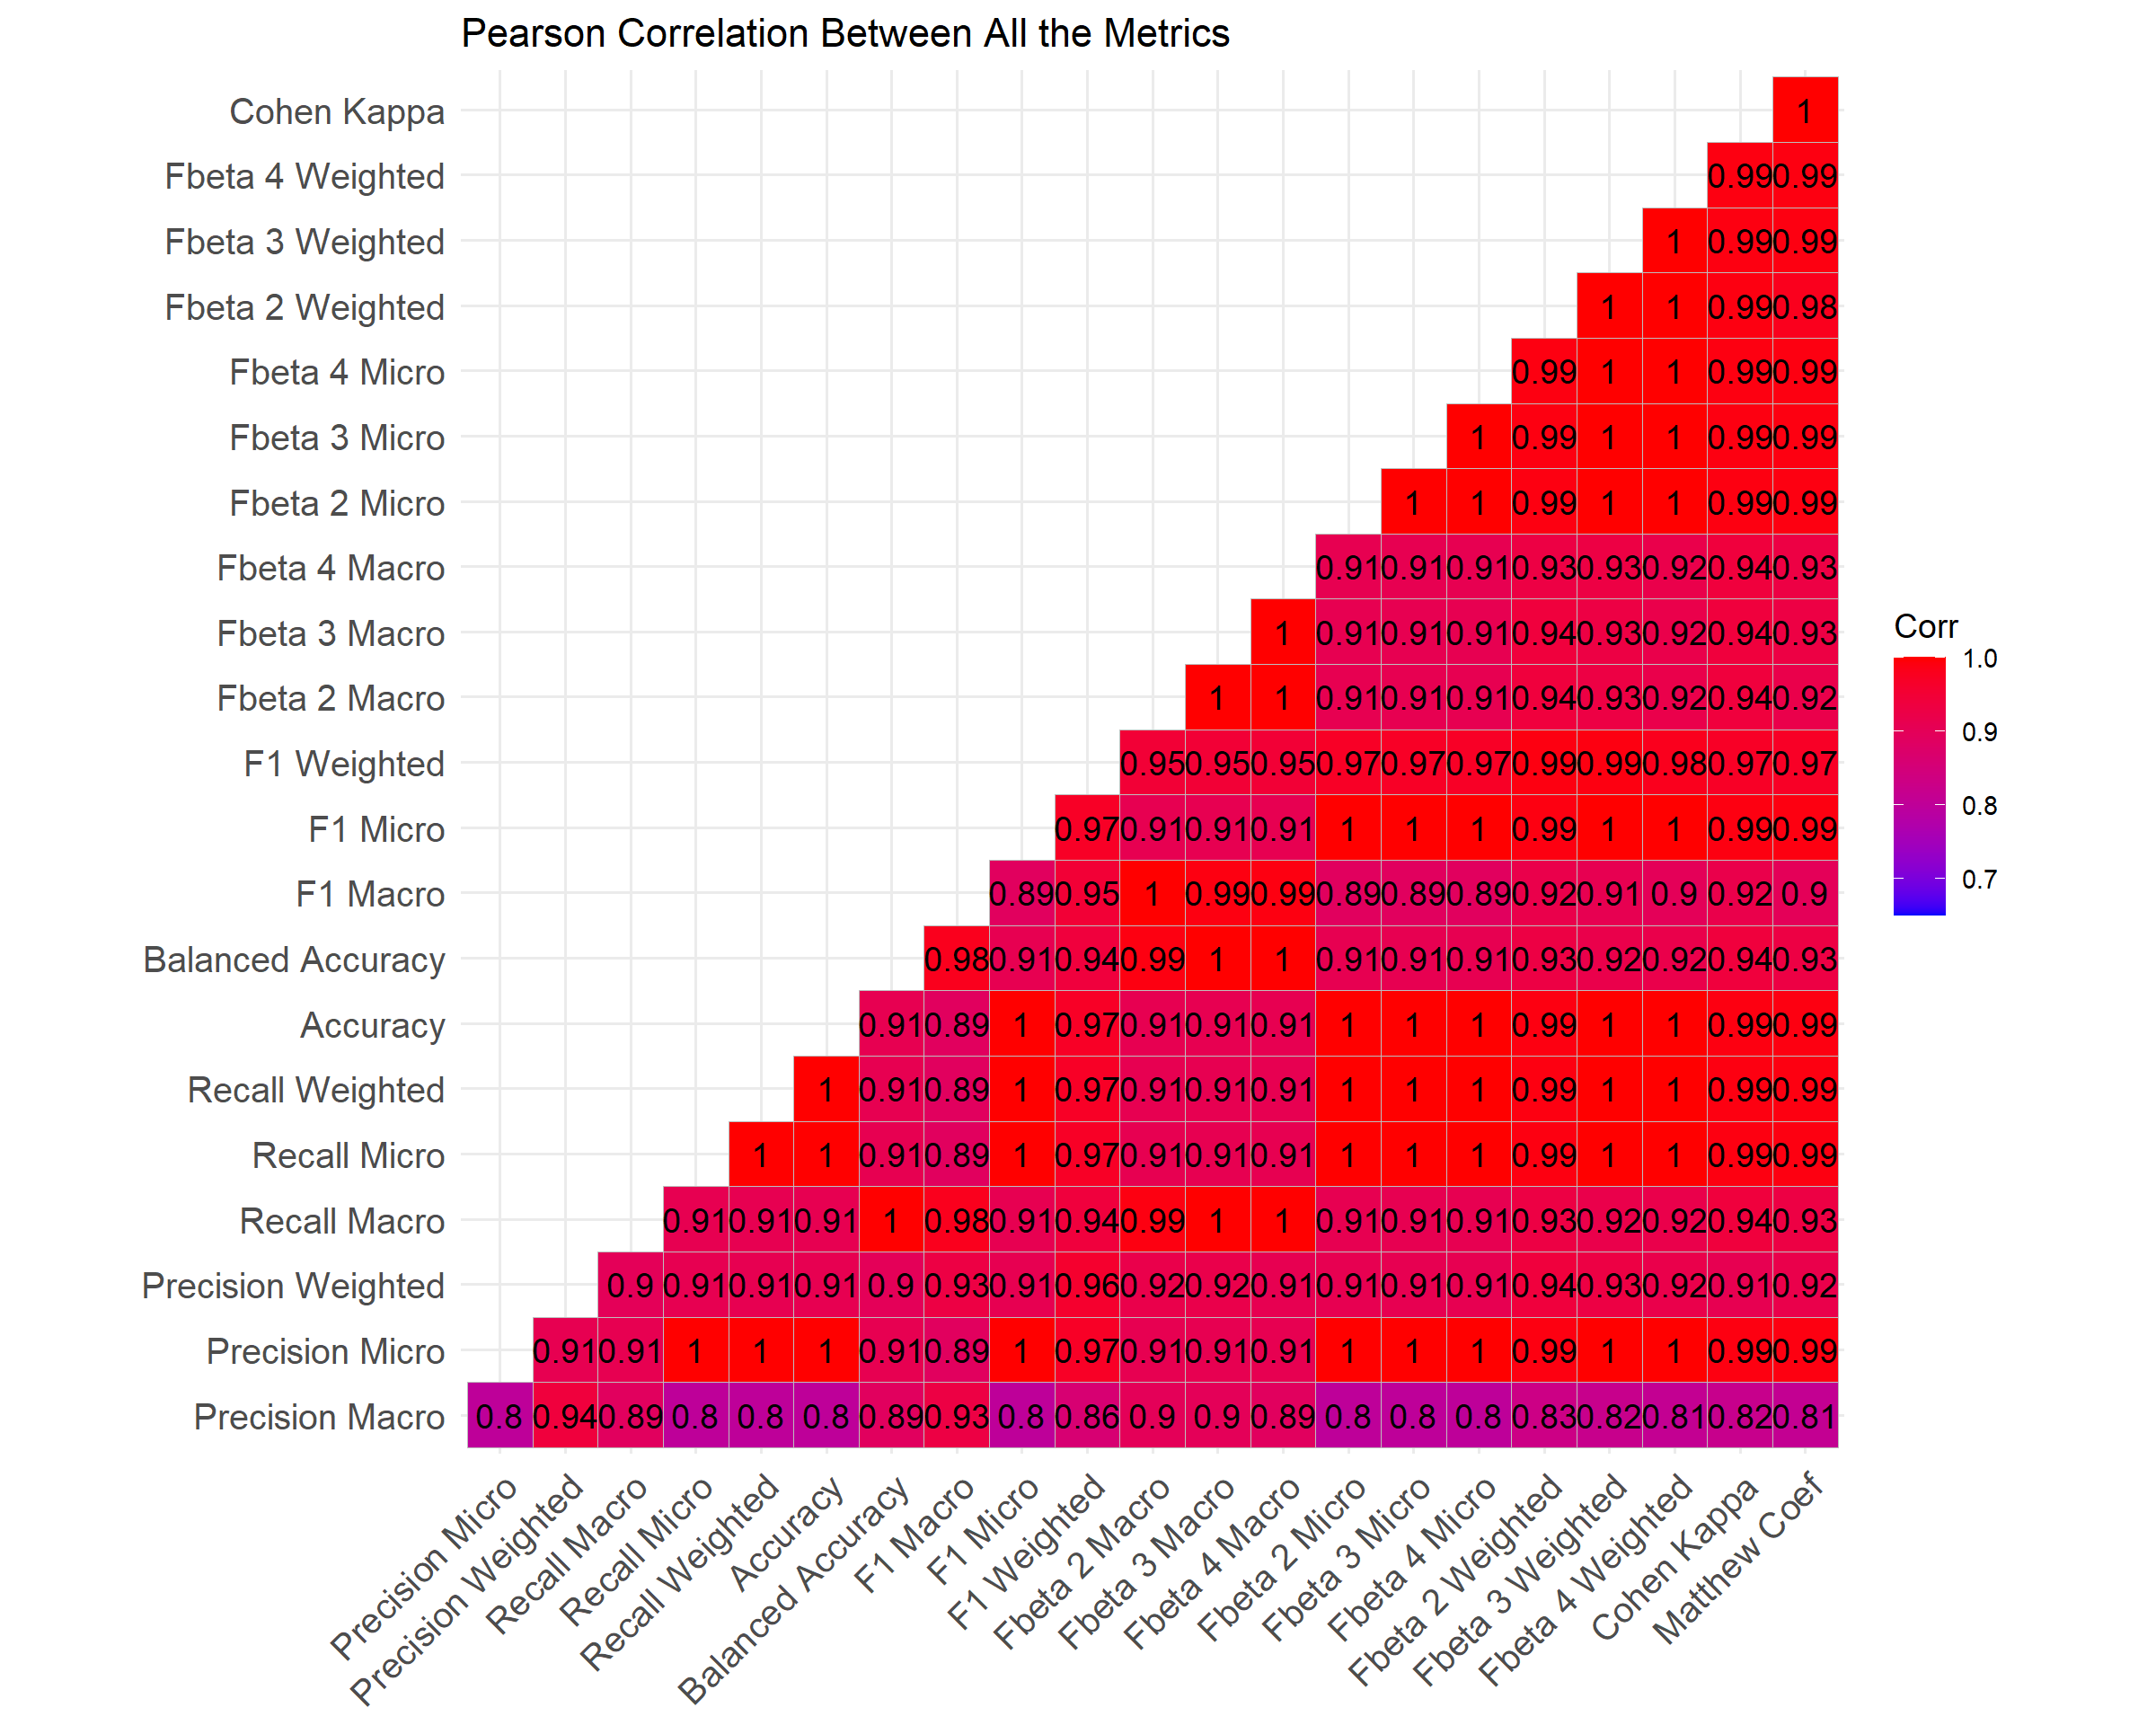 Pearson Correlation Between All the Metrics
Cohen Kappa 1
Fbeta 4 Weighted 0.99 0.99
Fbeta 3 Weighted 1 0.99 0.99
Fbeta 2 Weighted 1 1 0.99 0.98
Fbeta 4 Micro 0.99 1 1 0.99 0.99
Fbeta 3 Micro 1 0.99 1 1 0.99 0.99
Fbeta 2 Micro 1 1 0.99 1 1 0.99 0.99
Fbeta 4 Macro 0.91 0.91 0.91 0.93 0.93 0.92 0.94 0.93
Fbeta 3 Macro 1 0.91 0.91 0.91 0.94 0.93 0.92 0.94 0.93
Fbeta 2 Macro 1 1 0.91 0.91 0.91 0.94 0.93 0.92 0.94 0.92
F1 Weighted 0.95 0.95 0.95 0.97 0.97 0.97 0.99 0.99 0.98 0.97 0.97
F1 Micro 0.97 0.91 0.91 0.91 1 1 1 0.99 1 1 0.99 0.99
F1 Macro 0.89 0.95 1 0.99 0.99 0.89 0.89 0.89 0.92 0.91 0.9 0.92 0.9
Balanced Accuracy 0.98 0.91 0.94 0.99 1 1 0.91 0.91 0.91 0.93 0.92 0.92 0.94 0.93
Accuracy 0.91 0.89 1 0.97 0.91 0.91 0.91 1 1 1 0.99 1 1 0.99 0.99
Recall Weighted 1 0.91 0.89 1 0.97 0.91 0.91 0.91 1 1 1 0.99 1 1 0.99 0.99
Recall Micro 1 1 0.91 0.89 1 0.97 0.91 0.91 0.91 1 1 1 0.99 1 1 0.99 0.99
Recall Macro 0.91 0.91 0.91 1 0.98 0.91 0.94 0.99 1 1 0.91 0.91 0.91 0.93 0.92 0.92 0.94 0.93
Precision Weighted 0.9 0.91 0.91 0.91 0.9 0.93 0.91 0.96 0.92 0.92 0.91 0.91 0.91 0.91 0.94 0.93 0.92 0.91 0.92
Precision Micro 0.91 0.91 1 1 1 0.91 0.89 1 0.97 0.91 0.91 0.91 1 1 1 0.99 1 1 0.99 0.99
Precision Macro 0.8 0.94 0.89 0.8 0.8 0.8 0.89 0.93 0.8 0.86 0.9 0.9 0.89 0.8 0.8 0.8 0.83 0.82 0.81 0.82 0.81
Precision Micro
Precision Weighted
Recall Macro
Recall Micro
Recall Weighted
Accuracy
Balanced Accuracy
F1 Macro
F1 Micro
F1 Weighted
Fbeta 2 Macro
Fbeta 3 Macro
Fbeta 4 Macro
Fbeta 2 Micro
Fbeta 3 Micro
Fbeta 4 Micro
Fbeta 2 Weighted
Fbeta 3 Weighted
Fbeta 4 Weighted
Cohen Kappa
Matthew Coef
Corr
1.0
0.9
0.8
0.7